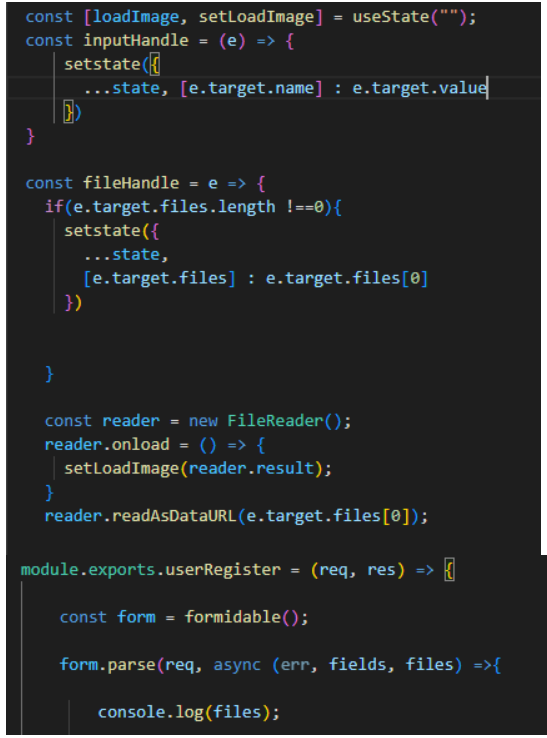 const [loadImage, setLoadImage] = useState("");
const inputHandle = (e) => {
setstate({
...state, [e.target.name] : e.target.value
})
}
const fileHandle = e => {
if(e.target.files.length !==0){
setstate({
...state,
[e.target.files] : e.target.files[0]
})
}
const reader = new FileReader();
reader.onload = () => {
setLoadImage(reader.result);
}
reader.readAsDataURL(e.target.files[0]);
module.exports.userRegister = (req, res) => {
const form = formidable();
form.parse(req, async (err, fields, files) =>{
console.log(files);